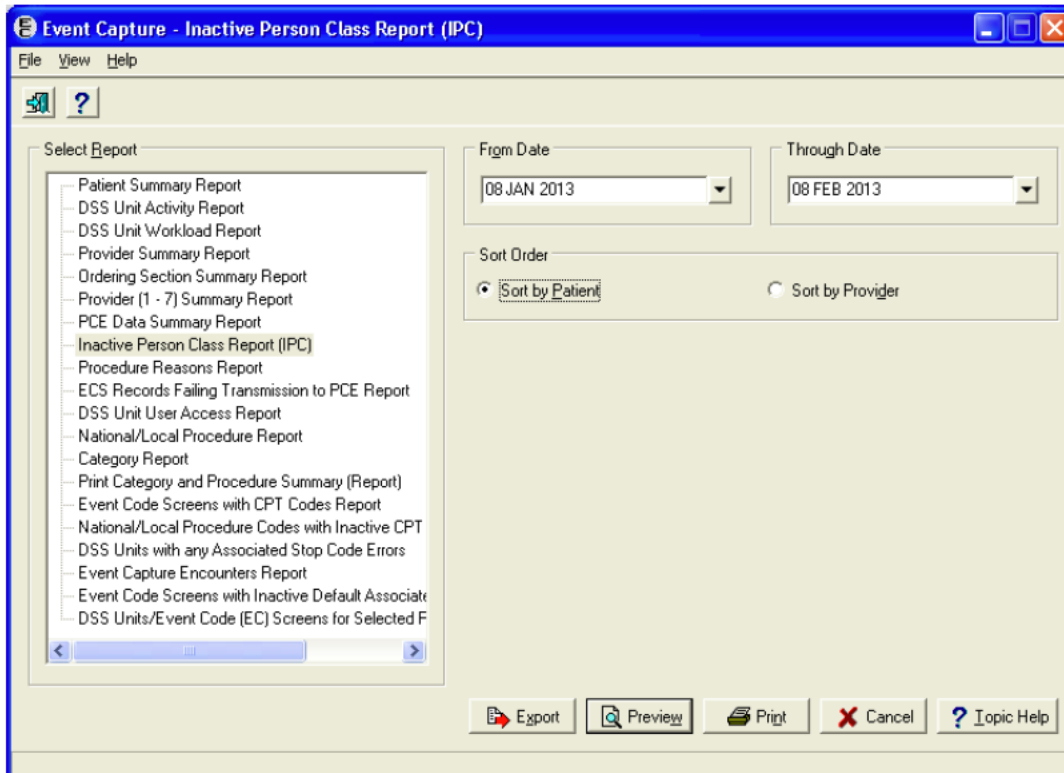 Event Capture - Inactive Person Class Report (IPC)
File View Help
Select Report
Patient Summary Report
DSS Unit Activity Report
DSS Unit Workload Report
Provider Summary Report
Ordering Section Summary Report
Provider (1 - 7) Summary Report
PCE Data Summary Report
Inactive Person Class Report (IPC)
Procedure Reasons Report
ECS Records Failing Transmission to PCE Report
DSS Unit User Access Report
National/Local Procedure Report
Category Report
Print Category and Procedure Summary (Report)
Event Code Screens with CPT Codes Report
National/Local Procedure Codes with Inactive CPT
DSS Units with any Associated Stop Code Errors
Event Capture Encounters Report
Event Code Screens with Inactive Default Associate
DSS Units/Event Code (EC) Screens for Selected F
From Date Through Date
08 JAN 2013 08 FEB 2013
Sort Order
Sort by Patient Sort by Provider
Export Preview Print Cancel ? Topic Help